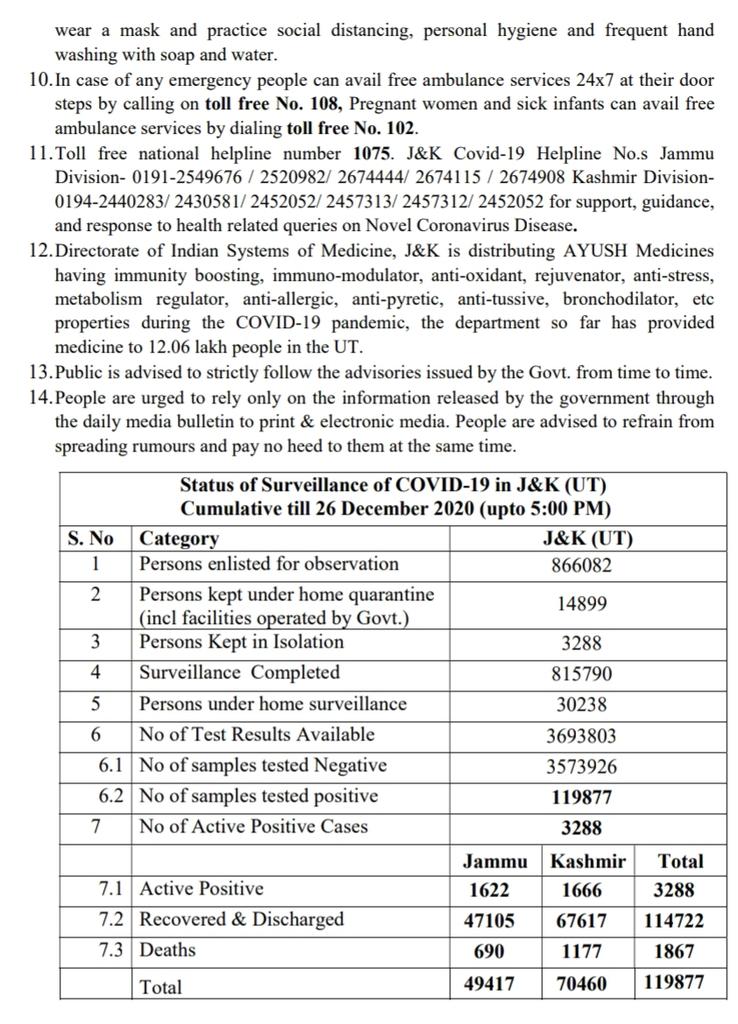 wear a mask and practice social distancing, personal hygiene and frequent hand
washing with soap and water.
10. In case of any emergency people can avail free ambulance services 24x7 at their door
steps by calling on toll free No. 108, Pregnant women and sick infants can avail free
ambulance services by dialing toll free No. 102.
11. Toll free national helpline number 1075. J&K Covid-19 Helpline No.s Jammu
Division- 0191-2549676 / 2520982/ 2674444/ 2674115 / 2674908 Kashmir Division-
0194-2440283/ 2430581/ 2452052/ 2457313/ 2457312/ 2452052 for support, guidance,
and response to health related queries on Novel Coronavirus Disease.
12. Directorate of Indian Systems of Medicine, J&K is distributing AYUSH Medicines
having immunity boosting, immuno-modulator, anti-oxidant, rejuvenator, anti-stress,
metabolism regulator, anti-allergic, anti-pyretic, anti-tussive, bronchodilator, etc
properties during the COVID-19 pandemic, the department so far has provided
medicine to 12.06 lakh people in the UT.
13. Public is advised to strictly follow the advisories issued by the Govt. from time to time.
14. People are urged to rely only on the information released by the government through
the daily media bulletin to print & electronic media. People are advised to refrain from
spreading rumours and pay no heed to them at the same time.
Status of Surveillance of COVID-19 in J&K (UT)
Cumulative till 26 December 2020 (upto 5:00 PM)
S. No Category J&K (UT)
1 Persons enlisted for observation 866082
2 Persons kept under home quarantine
(incl facilities operated by Govt.) 14899
3 Persons Kept in Isolation 3288
4 Surveillance Completed 815790
5 Persons under home surveillance 30238
6 No of Test Results Available 3693803
6.1 No of samples tested Negative 3573926
6.2 No of samples tested positive 119877
7 No of Active Positive Cases 3288
Jammu Kashmir Total
7.1 Active Positive 1622 1666 3288
7.2 Recovered & Discharged 47105 67617 114722
7.3 Deaths 690 1177 1867
Total 49417 70460 119877